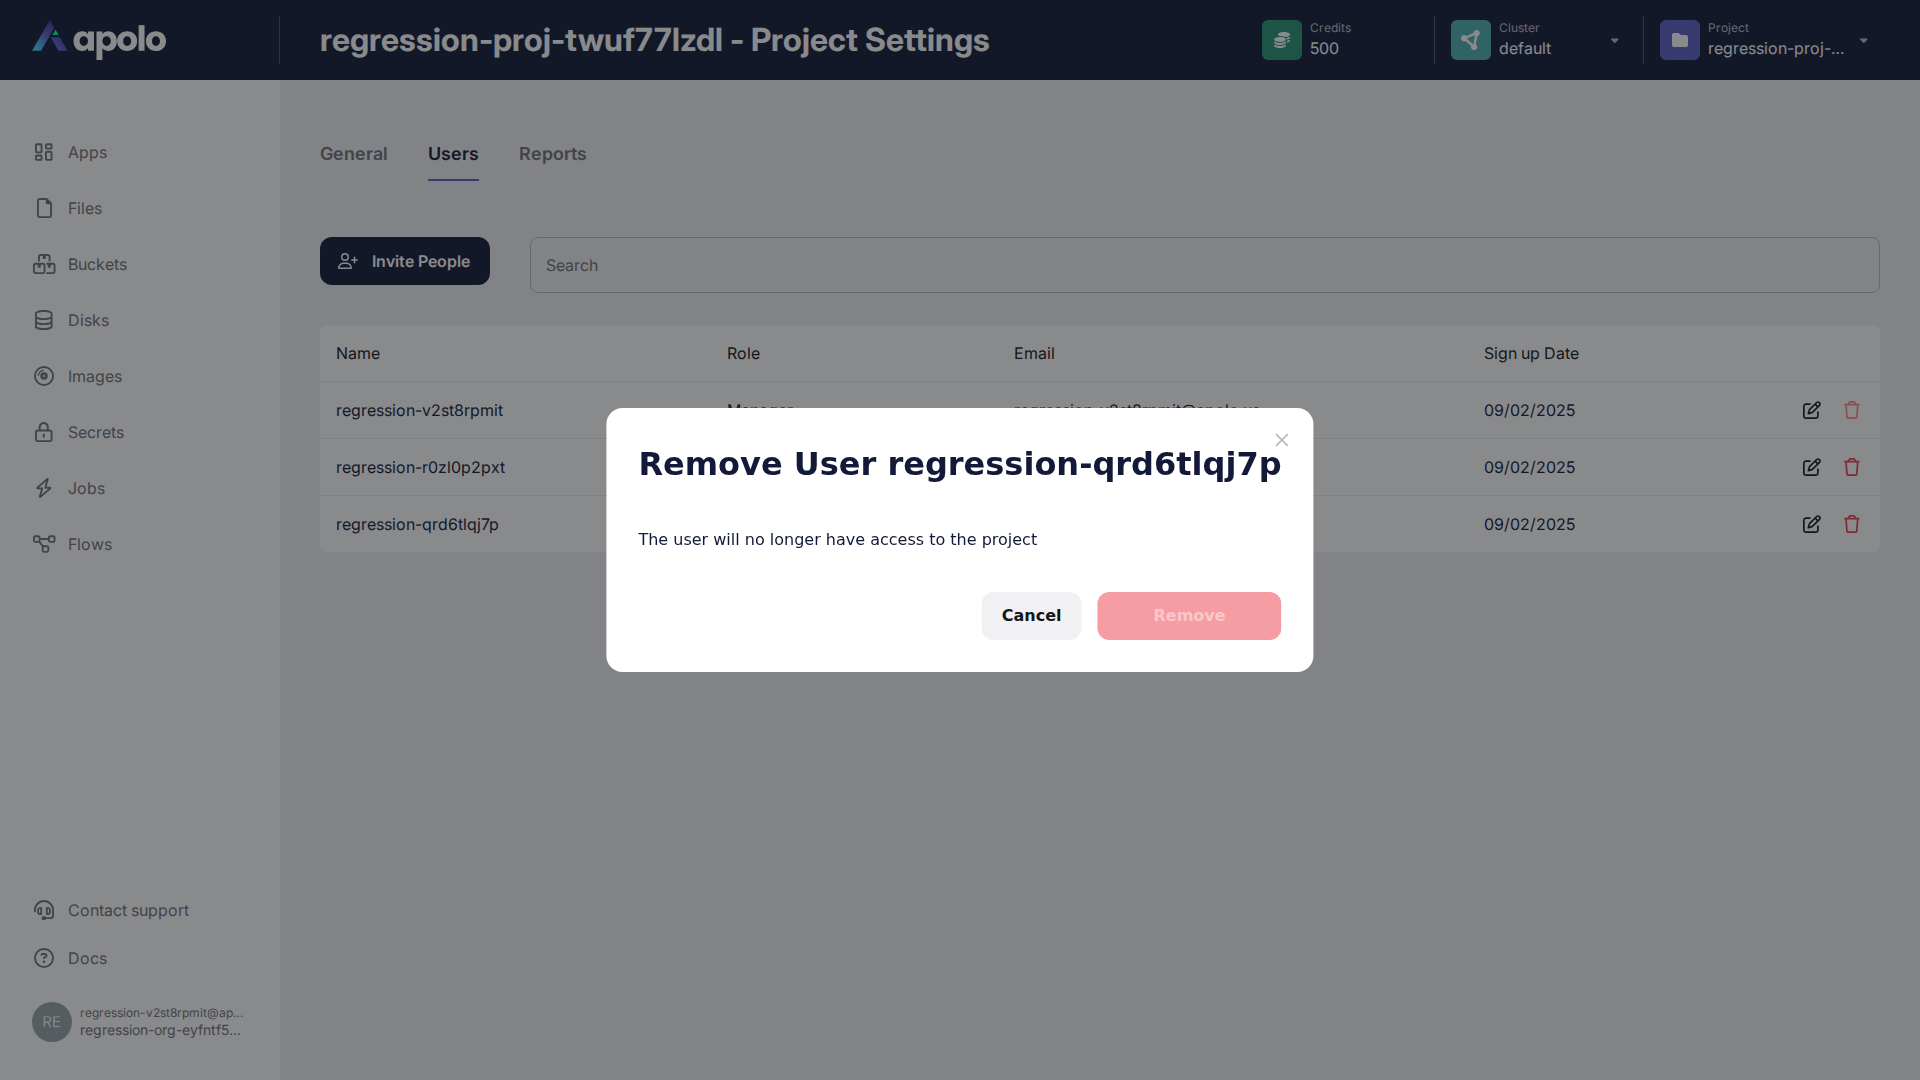 apolo
regression-proj-twuf77lzdl - Project Settings
Credits
500
Cluster
default
Project
regression-proj-...
Apps
Files
Buckets
Disks
Images
Secrets
Jobs
Flows
General Users Reports
Invite People
Search
Name Role Email Sign up Date
regression-v2st8rpmit 09/02/2025
regression-r0zl0p2pxt 09/02/2025
regression-qrd6tlqj7p 09/02/2025
Remove User regression-qrd6tlqj7p
The user will no longer have access to the project
Cancel Remove
Contact support
Docs
RE
regression-v2st8rpmit@ap...
regression-org-eyfntf5...